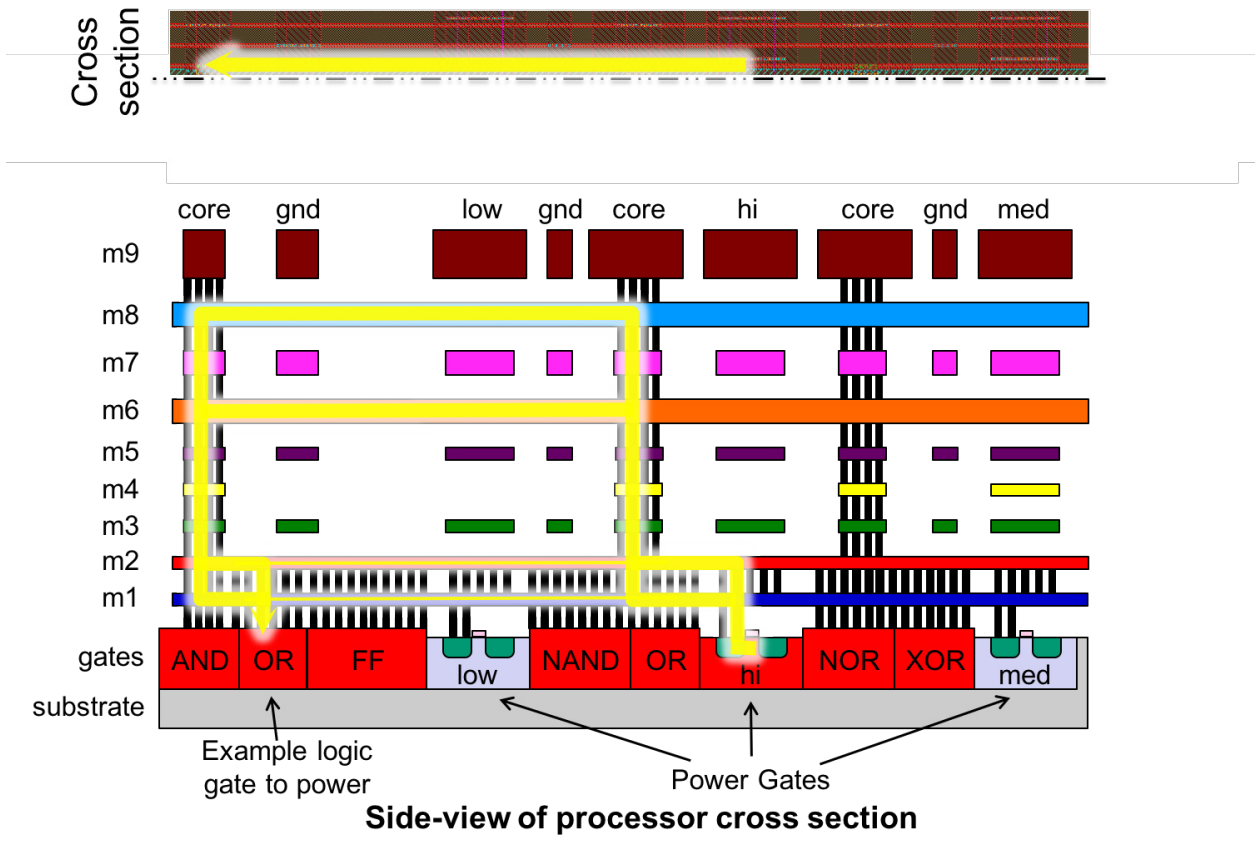 Cross
section
core gnd low gnd core hi core gnd med
m9
m8
m7
m6
m5
m4
m3
m2
m1
gates AND OR FF low NAND OR hi NOR XOR med
substrate
Example logic
gate to power
Power Gates
Side-view of processor cross section